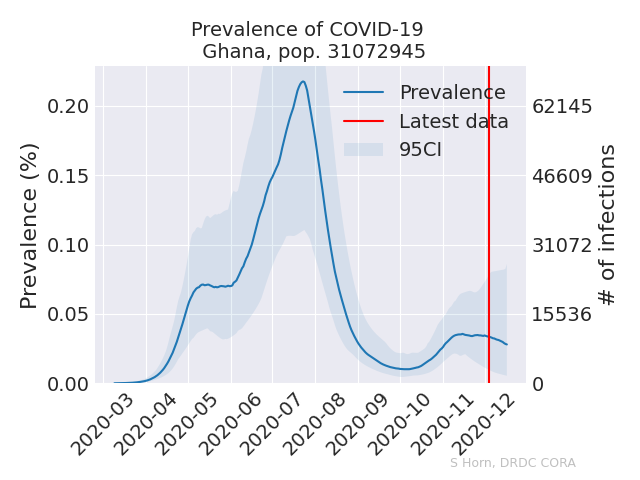 Prevalence of COVID-19
Ghana, pop. 31072945
Prevalence (%)
0.20
0.15
0.10
0.05
0.00
Prevalence
Latest data
95CI
62145
46609
31072
15536
0
# of infections
2020-03
2020-04
2020-05
2020-06
2020-07
2020-08
2020-09
2020-10
2020-11
2020-12
S Horn, DRDC CORA